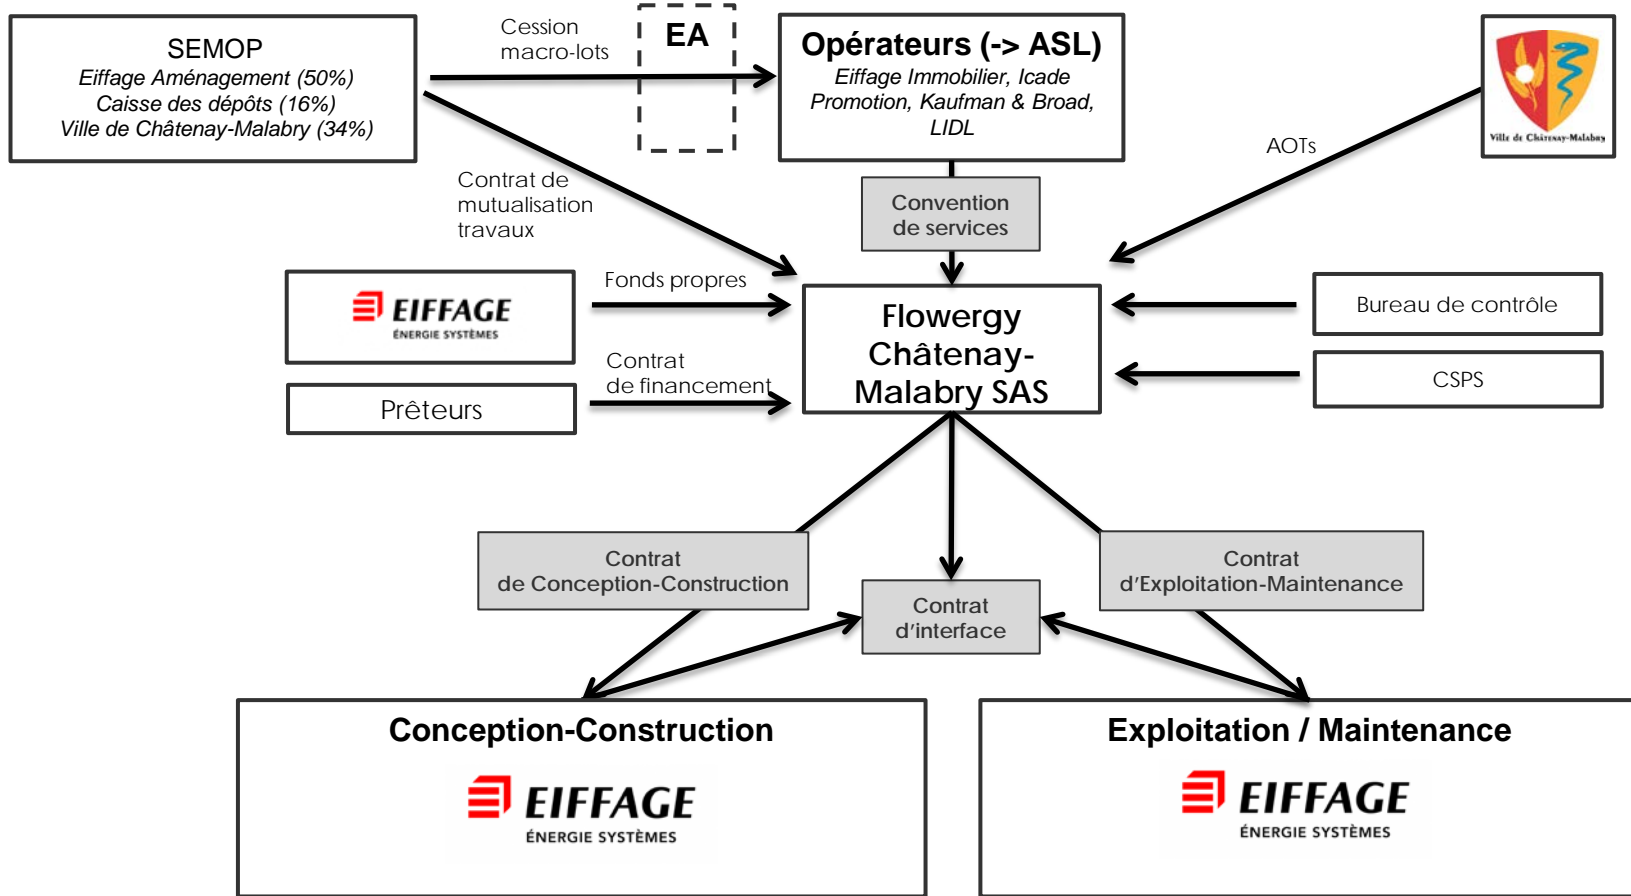 SEMOP
Eiffage Aménagement (50%)
Caisse des dépôts (16%)
Ville de Châtenay-Malabry (34%)
Cession
macro-lots
EA
Opérateurs (-> ASL)
Eiffage Immobilier, Icade
Promotion, Kaufman & Broad,
LIDL
Ville de Châtenay-Malabry
AOTs
Contrat de
mutualisation
travaux
Convention
de services
EIFFAGE
ÉNERGIE SYSTÈMES
Fonds propres
Flowergy
Châtenay-
Malabry SAS
Bureau de contrôle
Prêteurs
Contrat
de financement
CSPS
Contrat
de Conception-Construction
Contrat
d'interface
Contrat
d'Exploitation-Maintenance
Conception-Construction
EIFFAGE
ÉNERGIE SYSTÈMES
Exploitation / Maintenance
EIFFAGE
ÉNERGIE SYSTÈMES